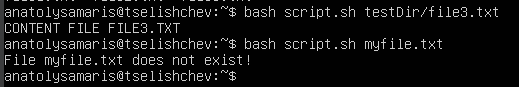 anatolysamaris@tselishchev:~$ bash script.sh testDir/file3.txt
CONTENT FILE FILE3.TXT
anatolysamaris@tselishchev:~$ bash script.sh myfile.txt
File myfile.txt does not exist!
anatolysamaris@tselishchev:~$